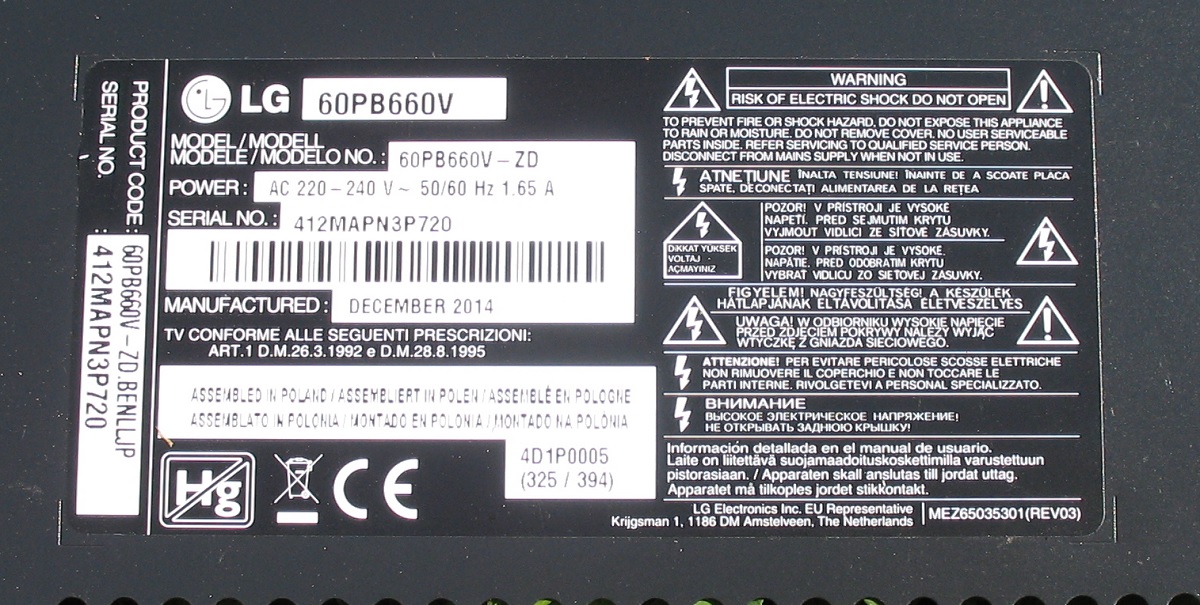 PRODUCT CODE : 60PB660V-ZD.BENLLJP
SERIAL NO. : 412MAPN3P720
LG 60PB660V
MODEL/MODELL
MODELE/MODELO NO. : 60PB660V-ZD
POWER : AC 220-240 V~ 50/60 Hz 1.65 A
SERIAL NO. : 412MAPN3P720
MANUFACTURED : DECEMBER 2014
TV CONFORME ALLE SEGUENTI PRESCRIZIONI:
ART.1 D.M.26.3.1992 e D.M.28.8.1995
ASSEMBLED IN POLAND / ASSEMBLIERT IN POLEN / ASSEMBLÉ EN POLOGNE
ASSEMBLATO IN POLONIA / MONTADO EN POLONIA / MONTADO NA POLÓNIA
4D1P0005
(325 / 394)
Hg
CE
WARNING
RISK OF ELECTRIC SHOCK DO NOT OPEN
TO PREVENT FIRE OR SHOCK HAZARD, DO NOT EXPOSE THIS APPLIANCE
TO RAIN OR MOISTURE. DO NOT REMOVE COVER. NO USER SERVICEABLE
PARTS INSIDE. REFER SERVICING TO QUALIFIED SERVICE PERSON.
DISCONNECT FROM MAINS SUPPLY WHEN NOT IN USE.
ATNEȚIUNE ÎNALTA TENSIUNE! ÎNAINTE DE A SCOATE PLACA
SPATE, DECONECTAȚI ALIMENTAREA DE LA REȚEA
DİKKAT YÜKSEK
VOLTAJ
AÇMAYINIZ
POZOR! V PŘÍSTROJI JE VYSOKÉ
NAPĚTÍ. PŘED SEJMUTIM KRYTU
VYJMOUT VIDLICI ZE SÍŤOVÉ ZÁSUVKY.
POZOR! V PRÍSTROJI JE VYSOKÉ
NAPÄTIE. PRED ODOBRATIM KRYTU
VYBRAT VIDLICU ZO SIEŤOVEJ ZÁSUVKY.
FIGYELEM! NAGYFESZÜLTSÉG! A KÉSZÜLÉK
HÁTLAPJÁNAK ELTÁVOLÍTÁSA ÉLETVESZÉLYES
UWAGA! W ODBIORNIKU WYSOKIE NAPIĘCIE
PRZED ZDJĘCIEM POKRYWY NALEŻY WYJĄĆ
WTYCZKĘ Z GNIAZDA SIECIOWEGO.
ATTENZIONE! PER EVITARE PERICOLOSE SCOSSE ELETTRICHE
NON RIMUOVERE IL COPERCHIO E NON TOCCARE LE
PARTI INTERNE. RIVOLGETEVI A PERSONAL SPECIALIZZATO.
ВНИМАНИЕ
ВЫСОКОЕ ЭЛЕКТРИЧЕСКОЕ НАПРЯЖЕНИЕ!
НЕ ОТКРЫВАТЬ ЗАДНЮЮ КРЫШКУ!
Información detallada en el manual de usuario.
Laite on liitettävä suojamaadoituskoskettimilla varustettuun
pistorasiaan. / Apparaten skall anslutas till jordat uttag.
Apparatet må tilkoples jordet stikkontakt.
LG Electronics Inc. EU Representative
Krijgsman 1, 1186 DM Amstelveen, The Netherlands
MEZ65035301(REV03)